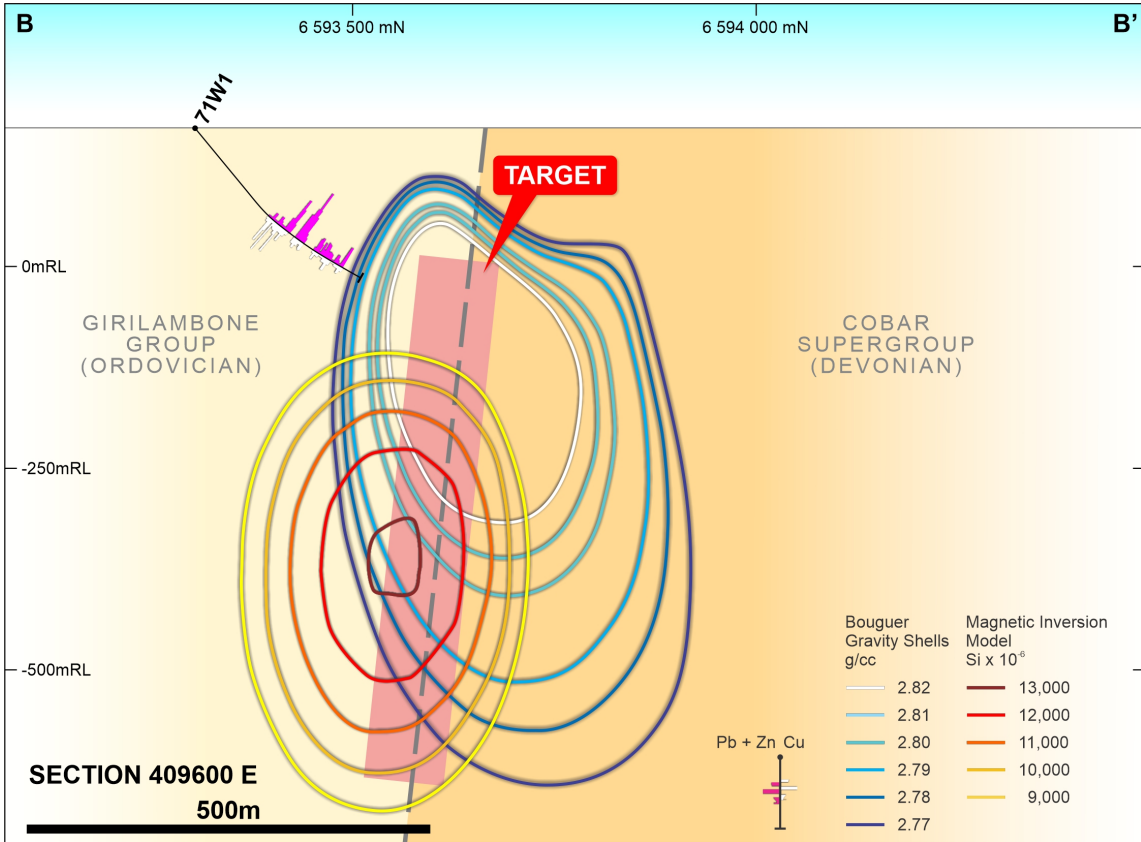 B
6 593 500 mN
6 594 000 mN
B'
71W1
TARGET
0mRL
GIRILAMBONE
GROUP
(ORDOVICIAN)
COBAR
SUPERGROUP
(DEVONIAN)
-250mRL
-500mRL
SECTION 409600 E
500m
Pb + Zn Cu
Bouguer
Gravity Shells
g/cc
2.82
2.81
2.80
2.79
2.78
2.77
Magnetic Inversion
Model
Si x 10⁻⁶
13,000
12,000
11,000
10,000
9,000